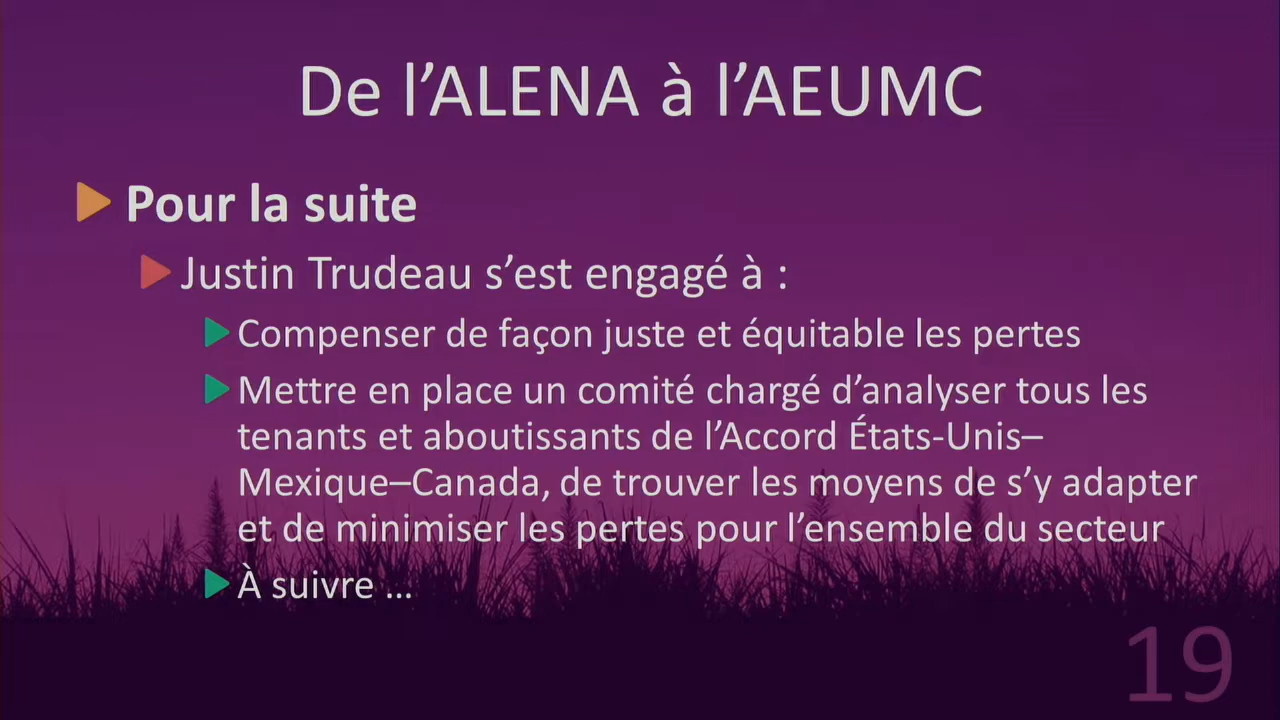 De l’ALENA à l’AEUMC
Pour la suite
Justin Trudeau s’est engagé à :
Compenser de façon juste et équitable les pertes
Mettre en place un comité chargé d’analyser tous les
tenants et aboutissants de l’Accord États-Unis–
Mexique–Canada, de trouver les moyens de s’y adapter
et de minimiser les pertes pour l’ensemble du secteur
À suivre ...
19